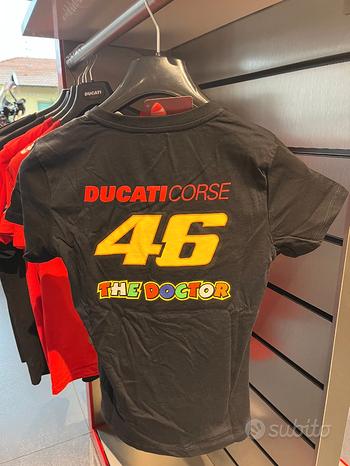 DUCATI
DUCATICORSE
46
THE DOCTOR
subito